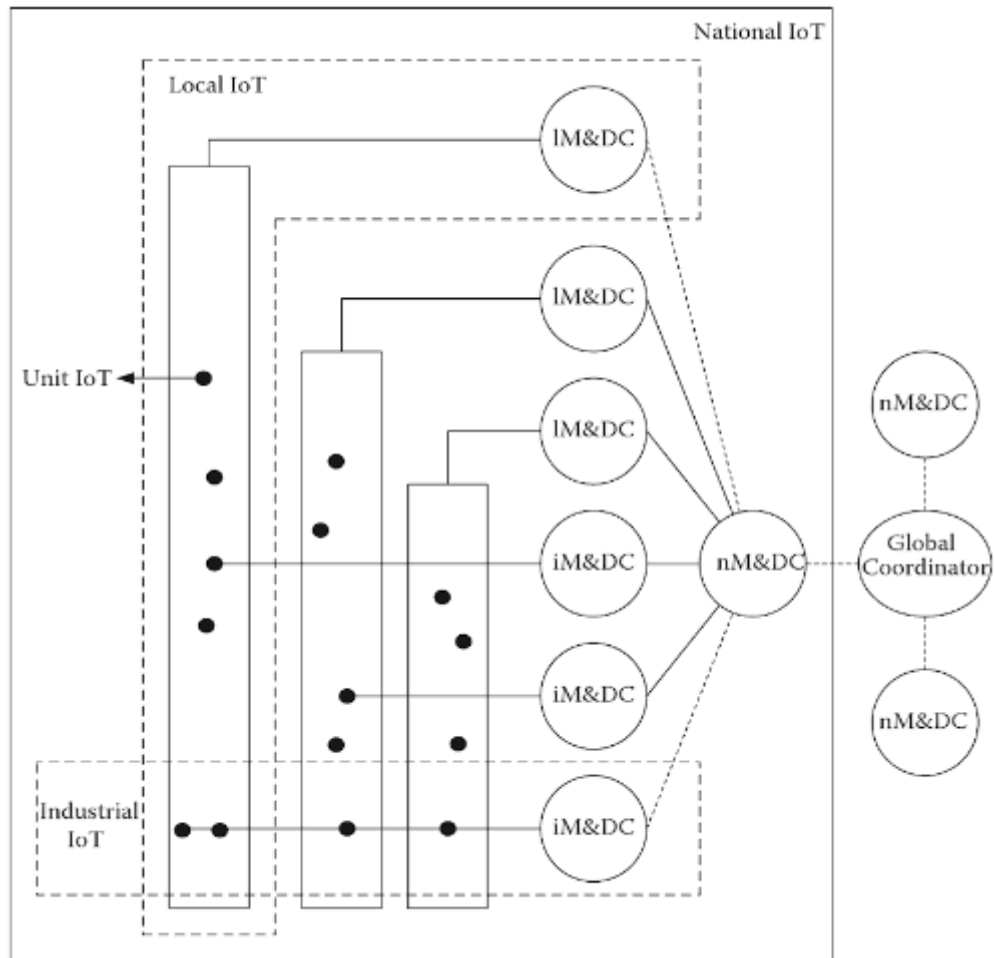 National IoT
Local IoT
lM&DC
lM&DC
Unit IoT
nM&DC
lM&DC
iM&DC
nM&DC
Global
Coordinator
iM&DC
nM&DC
Industrial
IoT
iM&DC